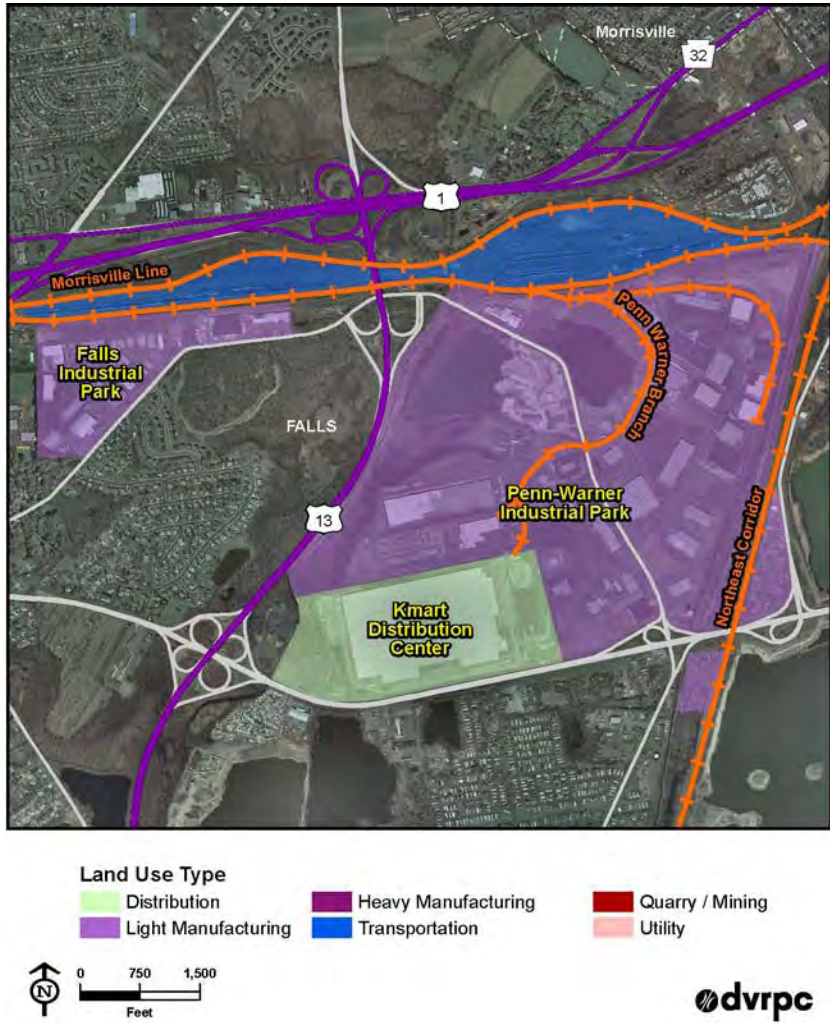 Morrisville
32
1
Morrisville Line
Penn Warner Branch
Falls
Industrial
Park
FALLS
13
Penn-Warner
Industrial Park
Northeast Corridor
Kmart
Distribution
Center
Land Use Type
Distribution
Heavy Manufacturing
Quarry / Mining
Light Manufacturing
Transportation
Utility
N
0 750 1,500
Feet
dvrpc